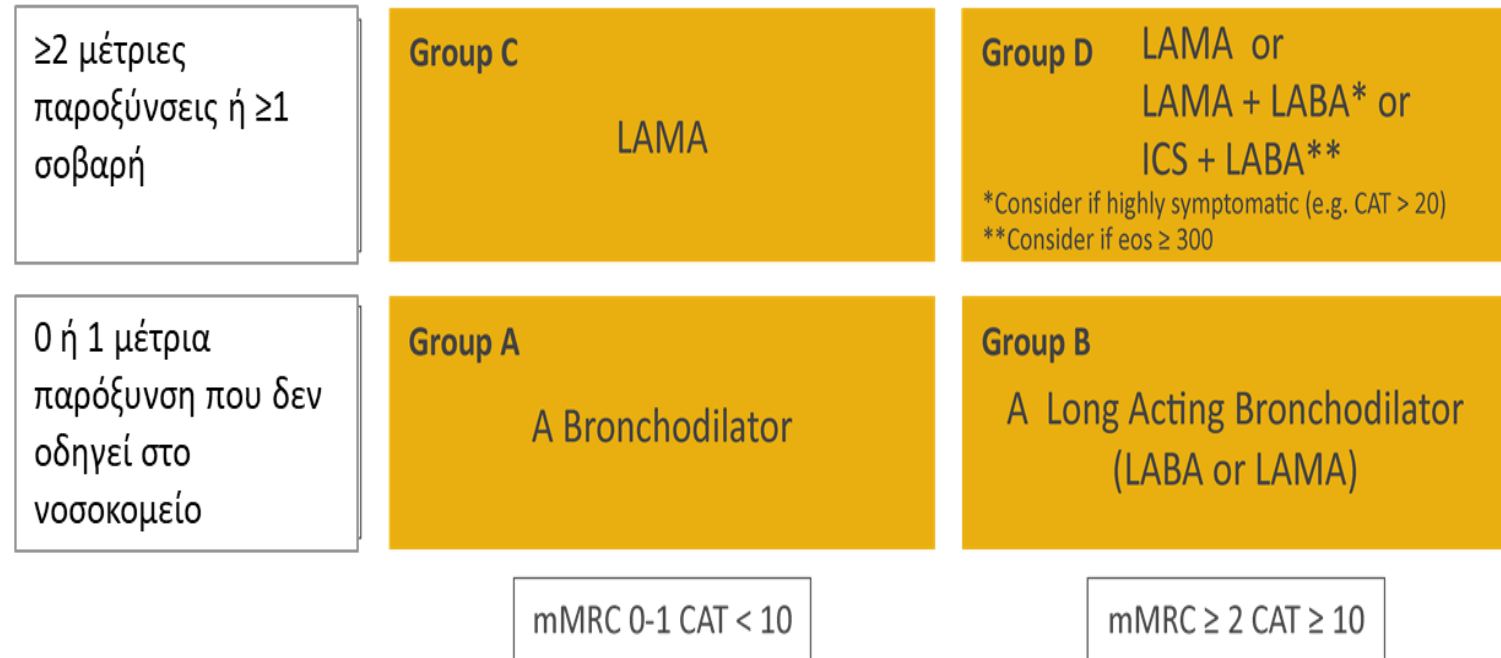 ≥2 μέτριες
παροξύνσεις ή ≥1
σοβαρή
Group C
LAMA
Group D
LAMA or
LAMA + LABA* or
ICS + LABA**
*Consider if highly symptomatic (e.g. CAT > 20)
**Consider if eos ≥ 300
0 ή 1 μέτρια
παρόξυνση που δεν
οδηγεί στο
νοσοκομείο
Group A
A Bronchodilator
Group B
A Long Acting Bronchodilator
(LABA or LAMA)
mMRC 0-1 CAT < 10
mMRC ≥ 2 CAT ≥ 10